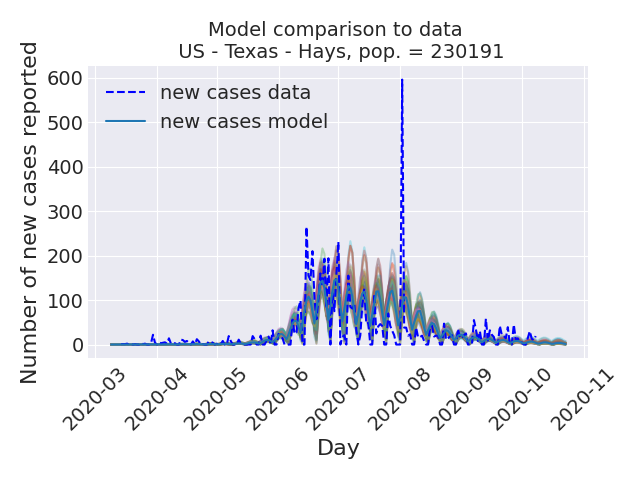 Model comparison to data
US - Texas - Hays, pop. = 230191
Number of new cases reported
600
500
400
300
200
100
0
new cases data
new cases model
2020-03
2020-04
2020-05
2020-06
2020-07
2020-08
2020-09
2020-10
2020-11
Day